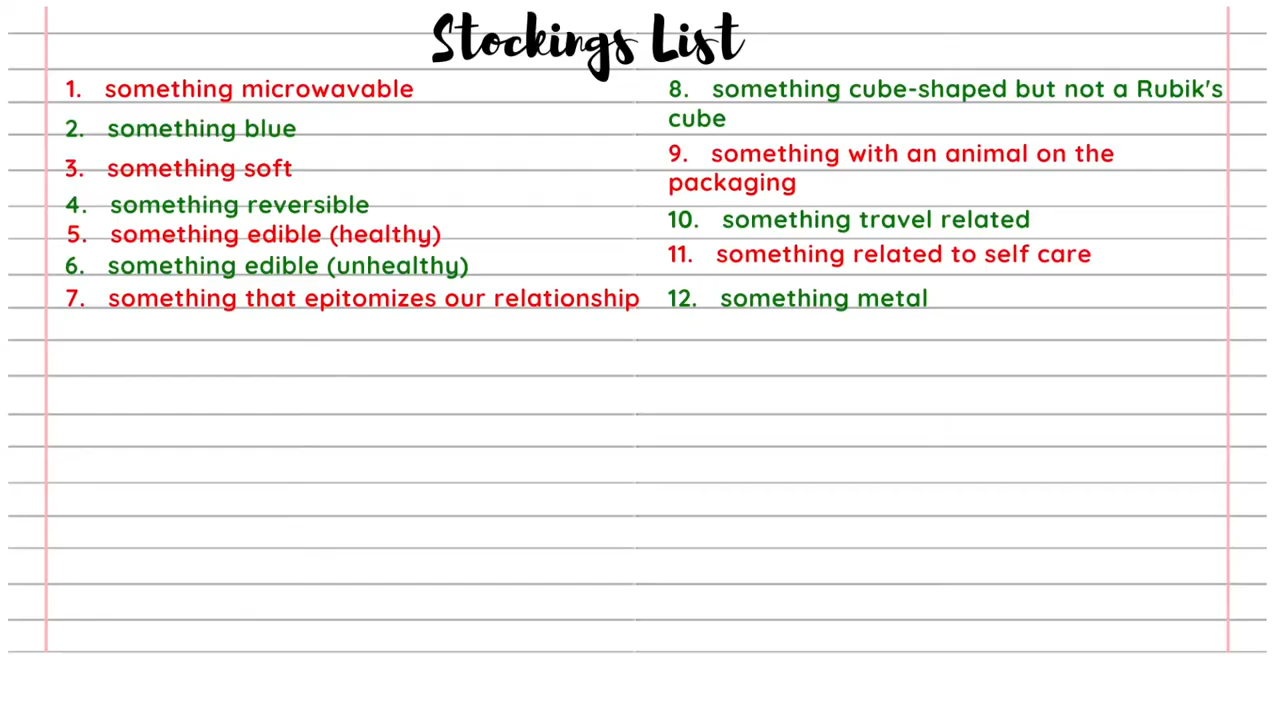 Stockings List
1. something microwavable
2. something blue
3. something soft
4. something reversible
5. something edible (healthy)
6. something edible (unhealthy)
7. something that epitomizes our relationship
8. something cube-shaped but not a Rubik's
cube
9. something with an animal on the
packaging
10. something travel related
11. something related to self care
12. something metal